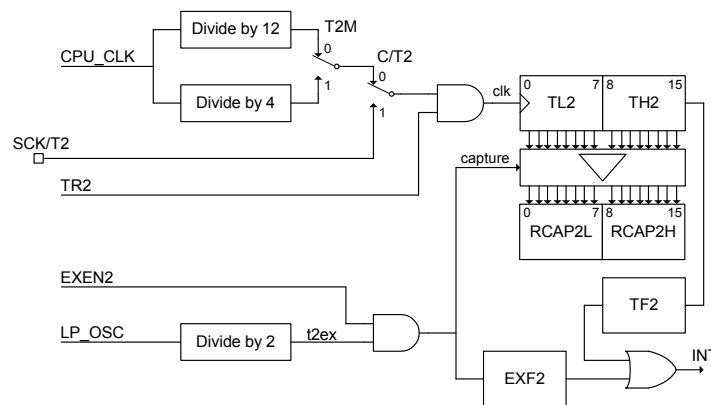 T2M
Divide by 12
CPU_CLK
0
C/T2
1
0
Divide by 4
1
clk
0 7 8 15
TL2 TH2
SCK/T2
capture
TR2
0 7 8 15
RCAP2L RCAP2H
EXEN2
TF2
LP_OSC
Divide by 2
t2ex
INT
EXF2